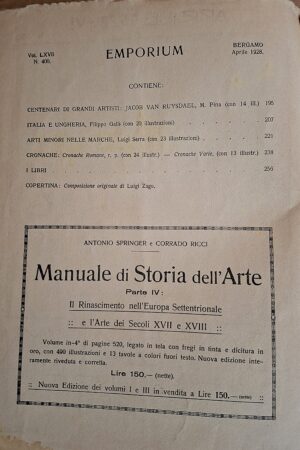 Vol. LXVII
N. 400.
EMPORIUM
BERGAMO
Aprile 1928.
CONTIENE:
CENTENARI DI GRANDI ARTISTI: JACOB VAN RUYSDAEL, M. Pina (con 14 ill.) 195
ITALIA E UNGHERIA, Filippo Galli (con 20 illustrazioni) . . . . . 207
ARTI MINORI NELLE MARCHE, Luigi Serra (con 23 illustrazioni) . . . . 221
CRONACHE: Cronache Romane, r. p. (con 24 illustr.) — Cronache Varie, (con 13 illustr.) 238
I LIBRI . . . . . . . . . . . 256
COPERTINA: Composizione originale di Luigi Zago.
ANTONIO SPRINGER e CORRADO RICCI
Manuale di Storia dell'Arte
Parte IV:
Il Rinascimento nell'Europa Settentrionale
:: e l'Arte dei Secoli XVII e XVIII ::
Volume in-4° di pagine 520, legato in tela con fregi in tinta e dicitura in
oro, con 490 illustrazioni e 13 tavole a colori fuori testo. Nuova edizione inte-
ramente riveduta e corretta.
Lire 150.— (nette).
:: Nuova Edizione dei volumi I e III in vendita a Lire 150.— (nette) ::